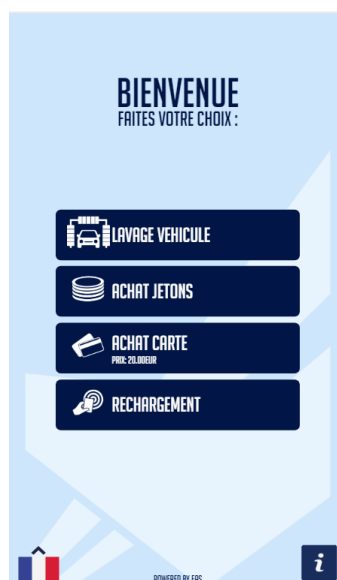 BIENVENUE
FAITES VOTRE CHOIX :
LAVAGE VEHICULE
ACHAT JETONS
ACHAT CARTE
PRIX: 20.00EUR
RECHARGEMENT
POWERED BY EBS
i